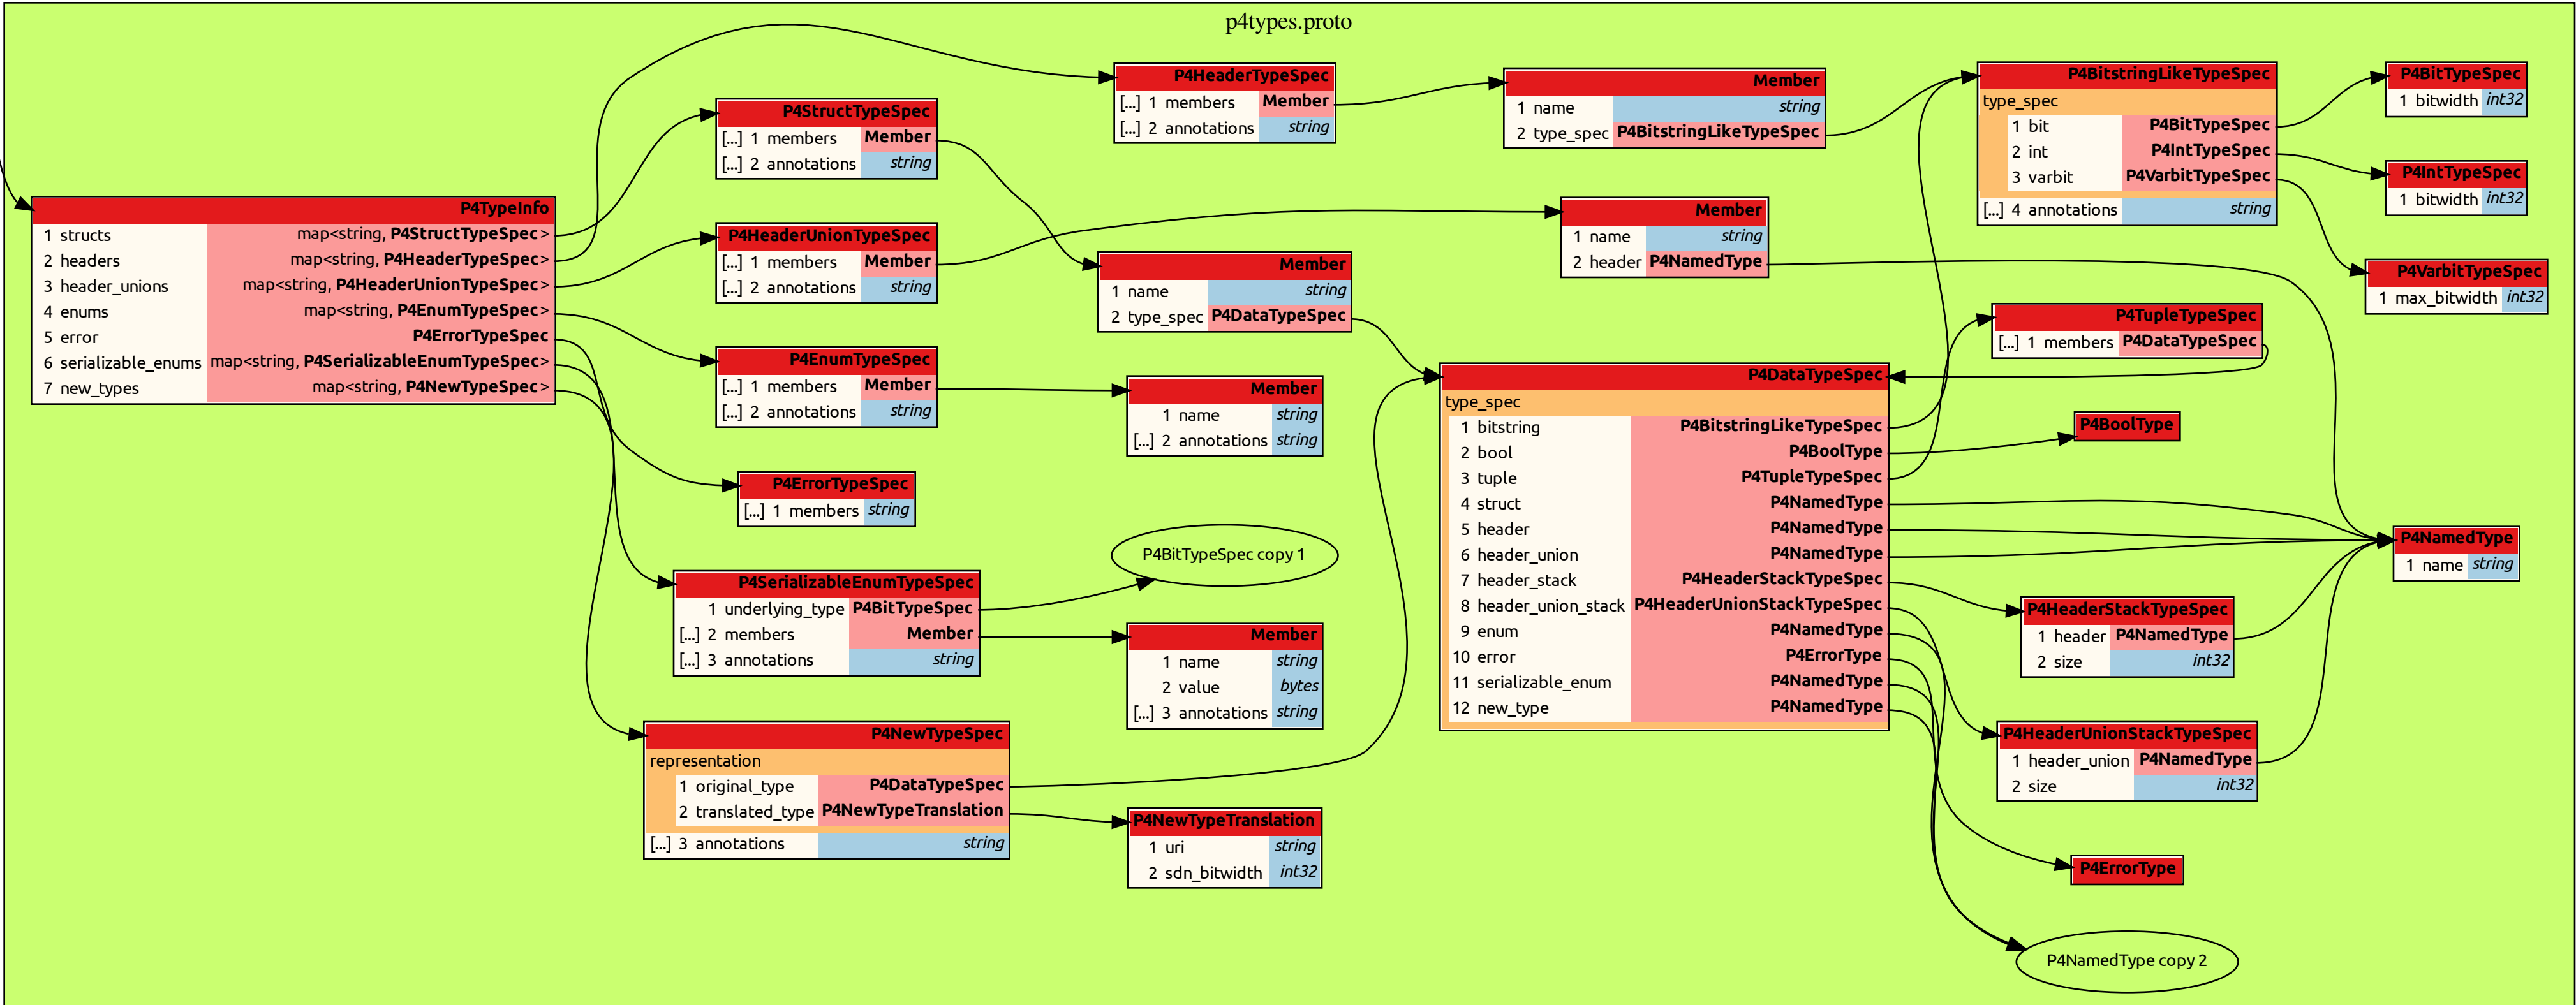 p4types.proto
P4TypeInfo
1 structs map<string, P4StructTypeSpec>
2 headers map<string, P4HeaderTypeSpec>
3 header_unions map<string, P4HeaderUnionTypeSpec>
4 enums map<string, P4EnumTypeSpec>
5 error P4ErrorTypeSpec
6 serializable_enums map<string, P4SerializableEnumTypeSpec>
7 new_types map<string, P4NewTypeSpec>
P4StructTypeSpec
[...] 1 members Member
[...] 2 annotations string
P4HeaderUnionTypeSpec
[...] 1 members Member
[...] 2 annotations string
P4EnumTypeSpec
[...] 1 members Member
[...] 2 annotations string
P4ErrorTypeSpec
[...] 1 members string
P4SerializableEnumTypeSpec
1 underlying_type P4BitTypeSpec
[...] 2 members Member
[...] 3 annotations string
P4NewTypeSpec
representation
1 original_type P4DataTypeSpec
2 translated_type P4NewTypeTranslation
[...] 3 annotations string
P4HeaderTypeSpec
[...] 1 members Member
[...] 2 annotations string
Member
1 name string
2 type_spec P4DataTypeSpec
Member
1 name string
[...] 2 annotations string
P4BitTypeSpec copy 1
Member
1 name string
2 value bytes
[...] 3 annotations string
P4NewTypeTranslation
1 uri string
2 sdn_bitwidth int32
Member
1 name string
2 type_spec P4BitstringLikeTypeSpec
Member
1 name string
2 header P4NamedType
P4DataTypeSpec
type_spec
1 bitstring P4BitstringLikeTypeSpec
2 bool P4BoolType
3 tuple P4TupleTypeSpec
4 struct P4NamedType
5 header P4NamedType
6 header_union P4NamedType
7 header_stack P4HeaderStackTypeSpec
8 header_union_stack P4HeaderUnionStackTypeSpec
9 enum P4NamedType
10 error P4ErrorType
11 serializable_enum P4NamedType
12 new_type P4NamedType
P4BitstringLikeTypeSpec
type_spec
1 bit P4BitTypeSpec
2 int P4IntTypeSpec
3 varbit P4VarbitTypeSpec
[...] 4 annotations string
P4TupleTypeSpec
[...] 1 members P4DataTypeSpec
P4BoolType
P4HeaderStackTypeSpec
1 header P4NamedType
2 size int32
P4HeaderUnionStackTypeSpec
1 header_union P4NamedType
2 size int32
P4ErrorType
P4NamedType copy 2
P4BitTypeSpec
1 bitwidth int32
P4IntTypeSpec
1 bitwidth int32
P4VarbitTypeSpec
1 max_bitwidth int32
P4NamedType
1 name string